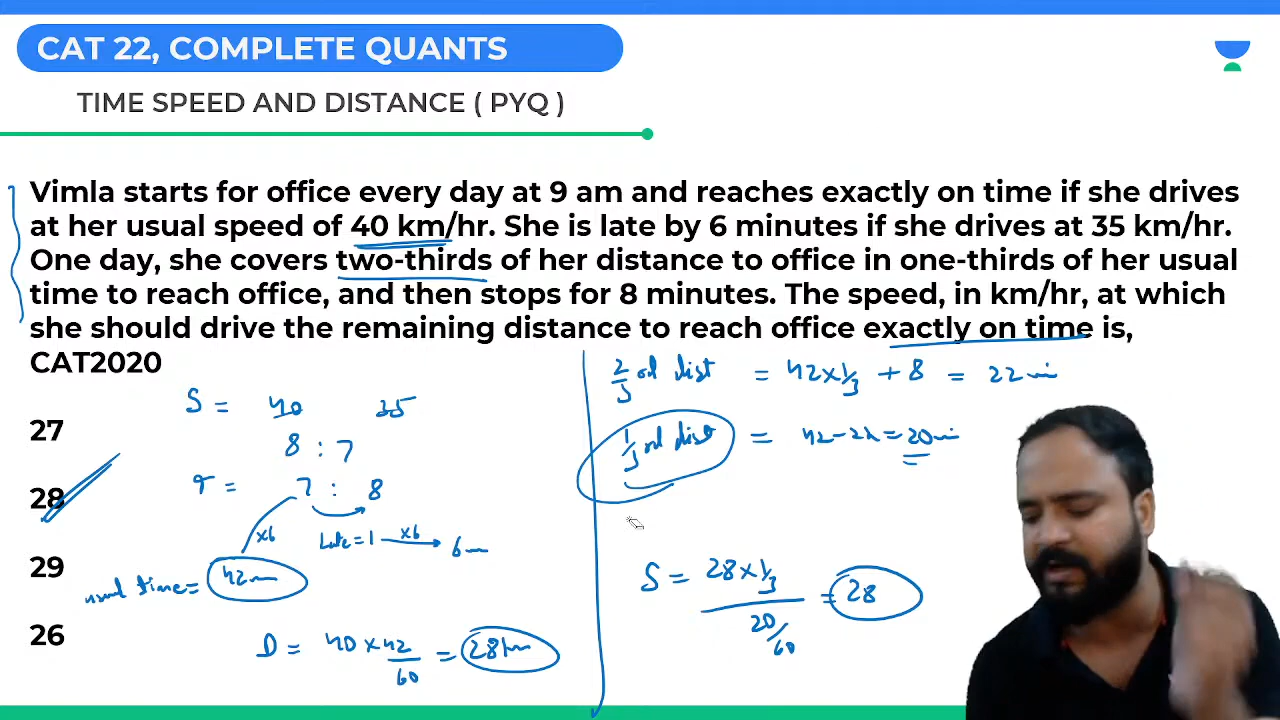 CAT 22, COMPLETE QUANTS
TIME SPEED AND DISTANCE ( PYQ )
Vimla starts for office every day at 9 am and reaches exactly on time if she drives
at her usual speed of 40 km/hr. She is late by 6 minutes if she drives at 35 km/hr.
One day, she covers two-thirds of her distance to office in one-thirds of her usual
time to reach office, and then stops for 8 minutes. The speed, in km/hr, at which
she should drive the remaining distance to reach office exactly on time is,
CAT2020
27
28
29
26
S = 40 35
8 : 7
T = 7 : 8
×6 Late = 1 ×6 6m
usual time = 42m
D = 40 × 42/60 = 28km
2/3 rd dist = 42×1/3 + 8 = 22 min
1/3 rd dist = 42-22 = 20 min
S = 28×1/3 / 20/60 = 28